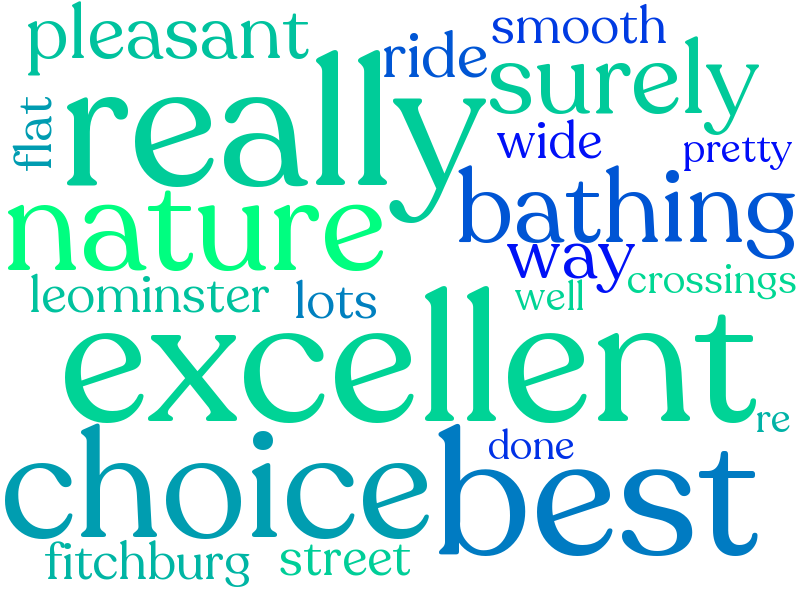 pleasant
smooth
ride
surely
flat
really
wide
pretty
bathing
nature
way
crossings
leominster
lots
well
excellent
re
choice
best
done
fitchburg
street